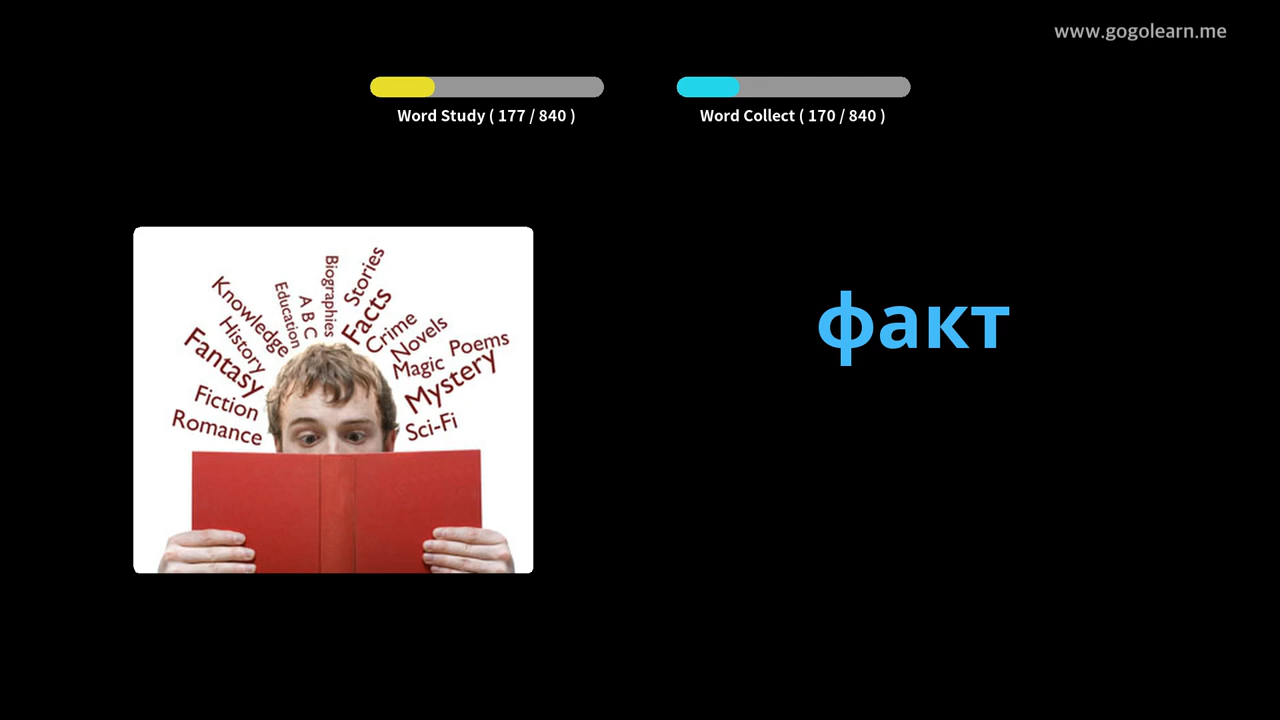 www.gogolearn.me
Word Study ( 177 / 840 )
Word Collect ( 170 / 840 )
Knowledge
Education
A B C
Biographies
Stories
Facts
Crime
Novels
Poems
Magic
Mystery
Sci-Fi
History
Fantasy
Fiction
Romance
факт